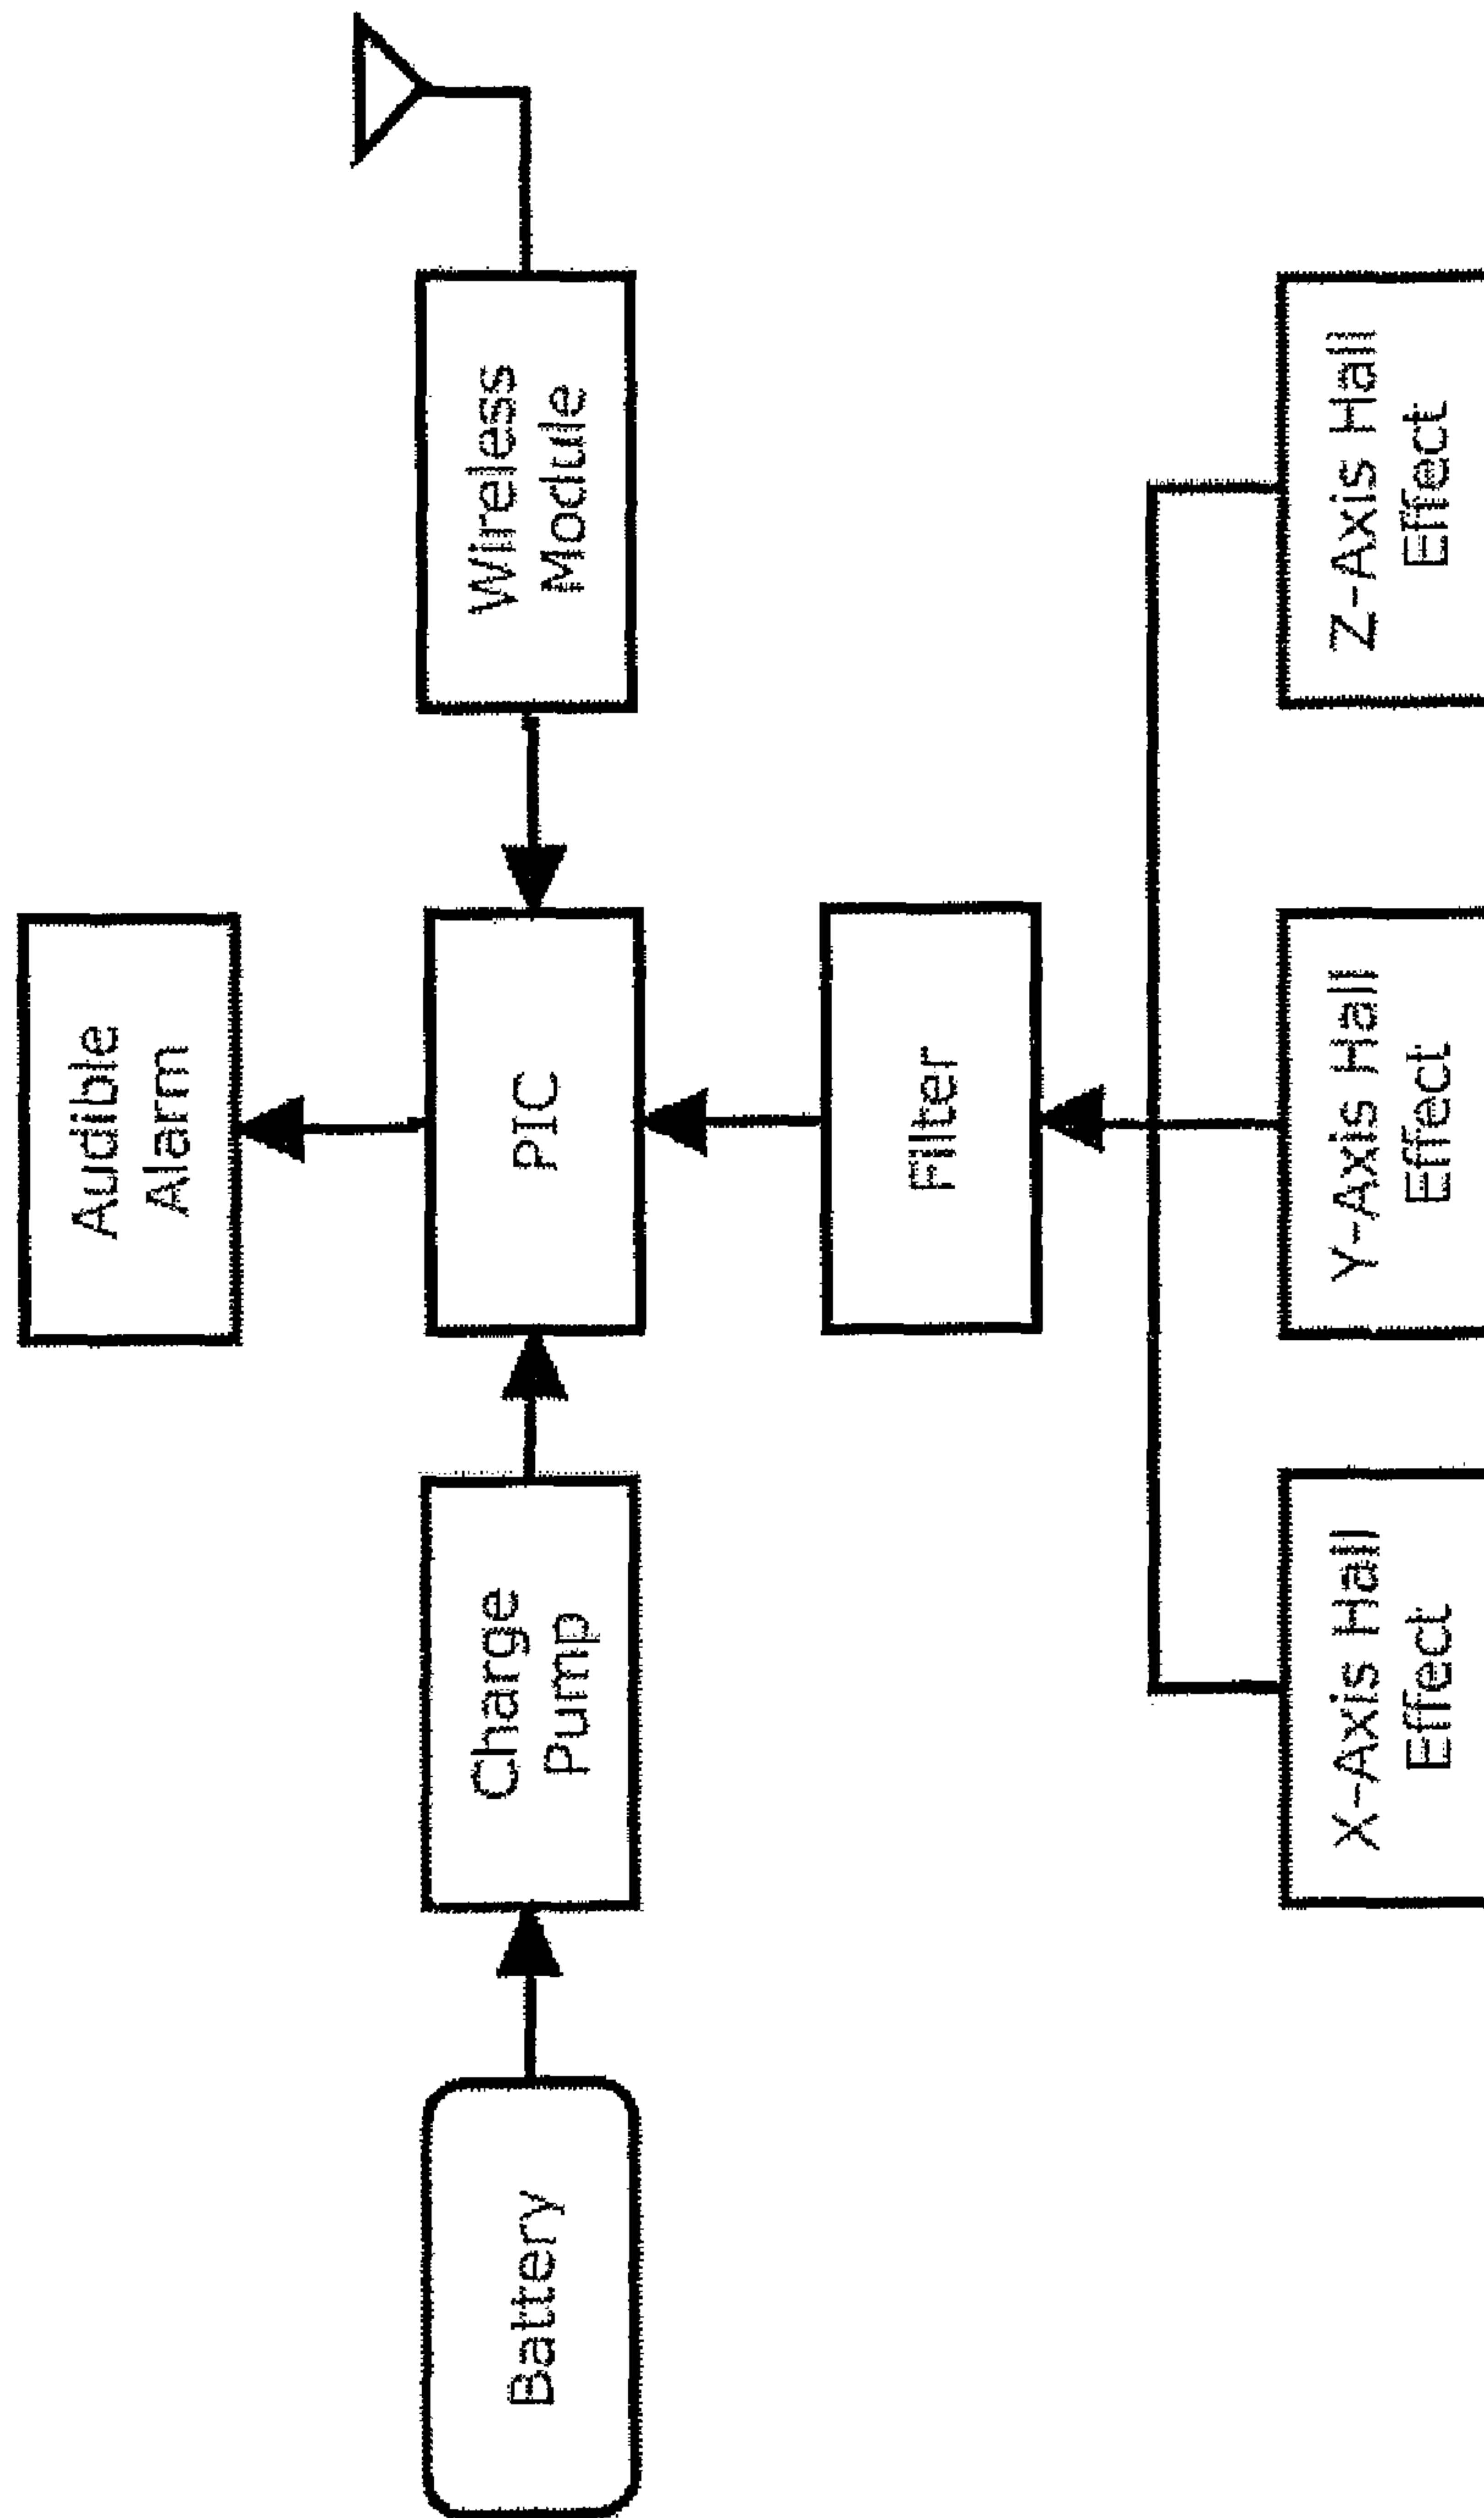 Audible
Alarm
Battery
Charge
Pump
PIC
Wireless
Module
Filter
X-Axis Hall
Effect
Y-Axis Hall
Effect
Z-Axis Hall
Effect